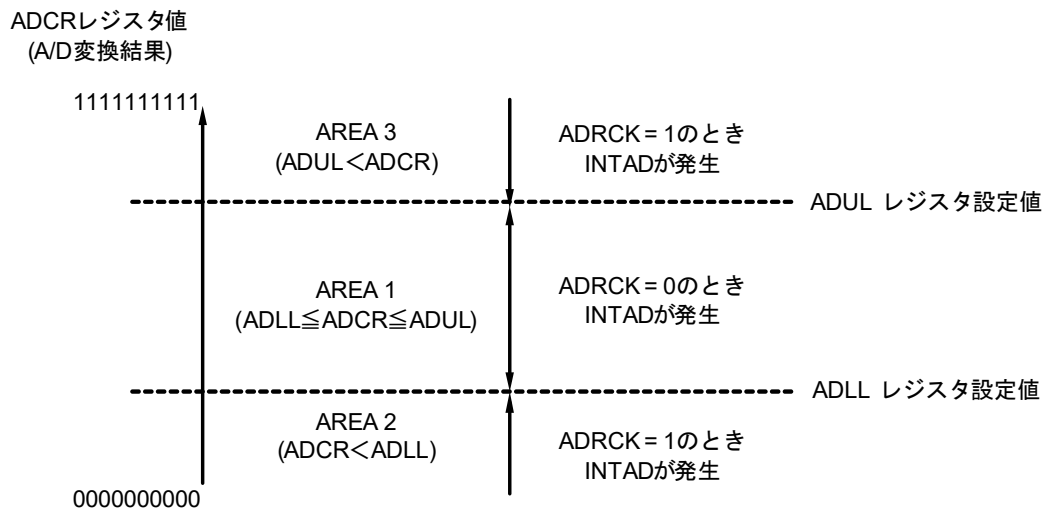 ADCRレジスタ値
(A/D変換結果)
1111111111
AREA 3
(ADUL<ADCR)
ADRCK = 1のとき
INTADが発生
ADUL レジスタ設定値
AREA 1
(ADLL≦ADCR≦ADUL)
ADRCK = 0のとき
INTADが発生
ADLL レジスタ設定値
AREA 2
(ADCR<ADLL)
ADRCK = 1のとき
INTADが発生
0000000000